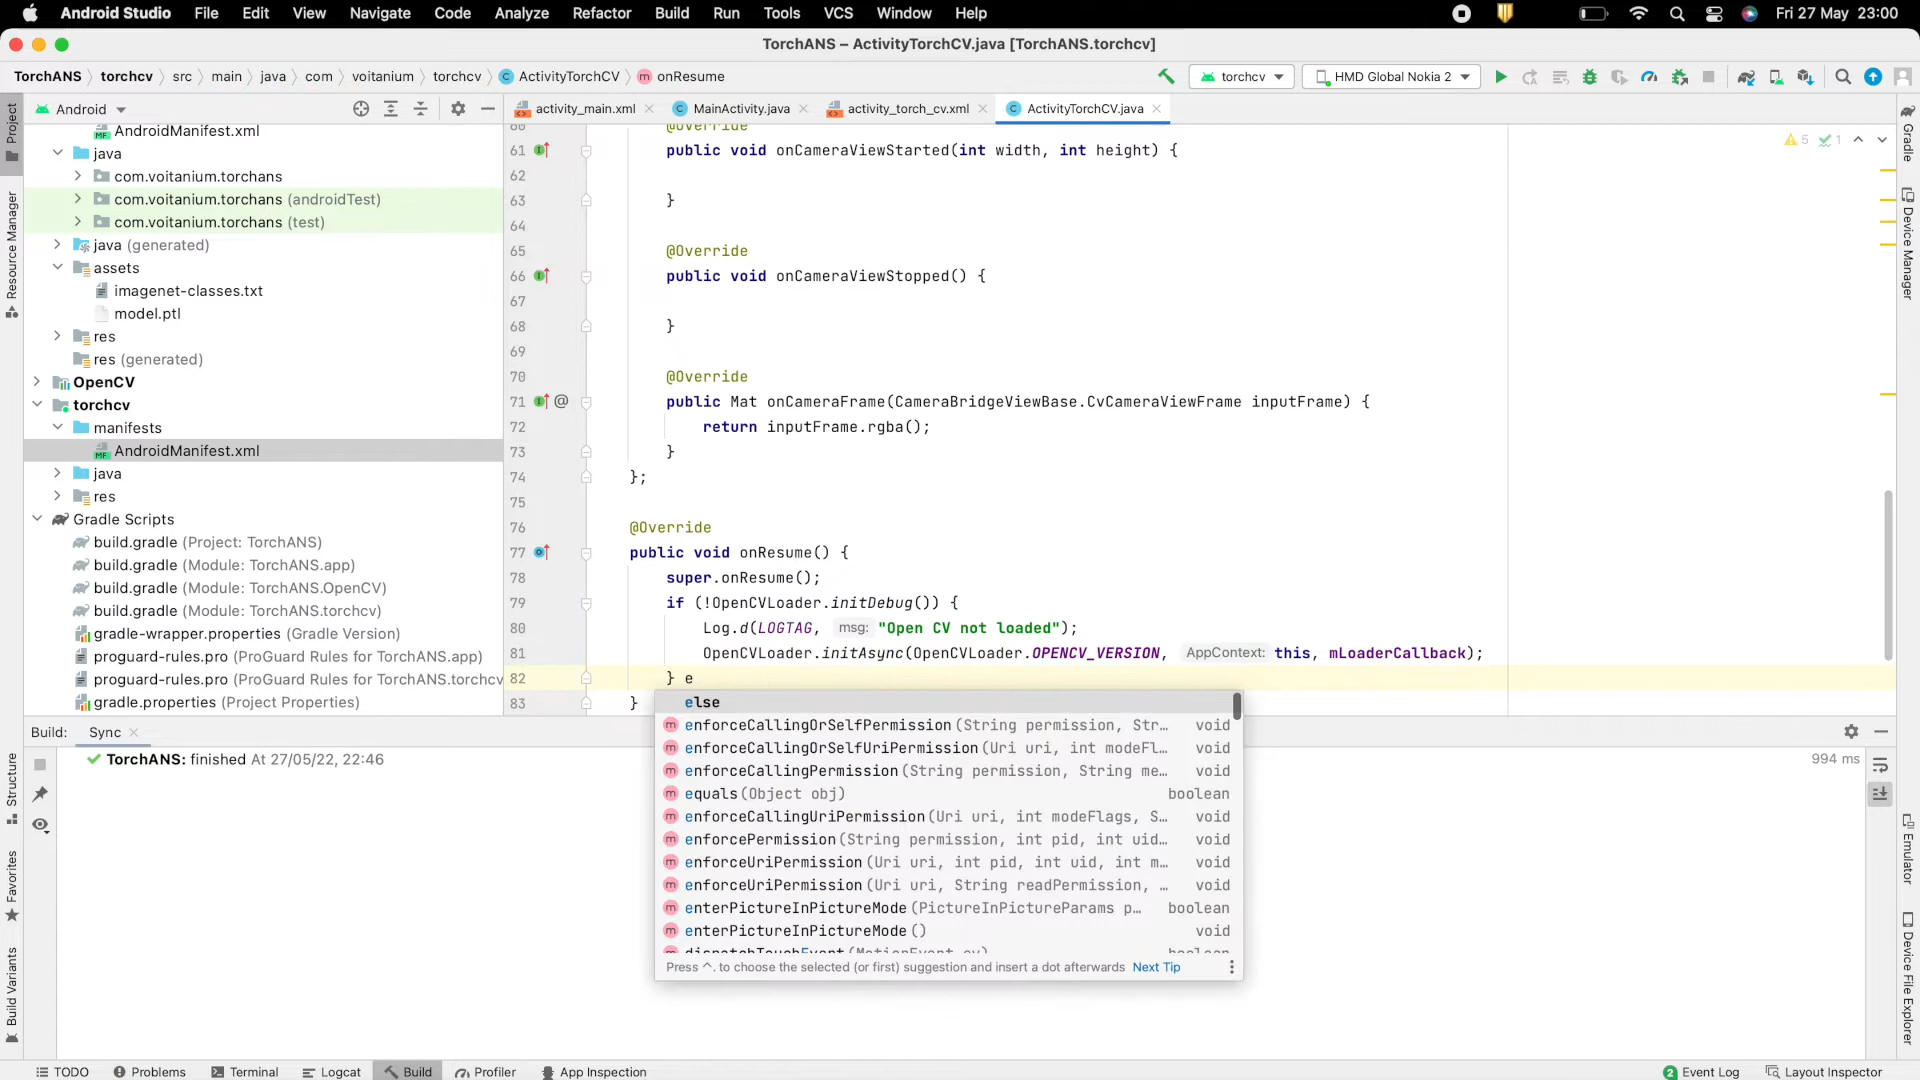 Android Studio File Edit View Navigate Code Analyze Refactor Build Run Tools VCS Window Help Fri 27 May 23:00
TorchANS – ActivityTorchCV.java [TorchANS.torchcv]
TorchANS torchcv src main java com voitanium torchcv ActivityTorchCV onResume torchcv HMD Global Nokia 2
Android activity_main.xml MainActivity.java activity_torch_cv.xml ActivityTorchCV.java
Project
Resource Manager
Structure
Favorites
Build Variants
AndroidManifest.xml
java
com.voitanium.torchans
com.voitanium.torchans (androidTest)
com.voitanium.torchans (test)
java (generated)
assets
imagenet-classes.txt
model.ptl
res
res (generated)
OpenCV
torchcv
manifests
AndroidManifest.xml
java
res
Gradle Scripts
build.gradle (Project: TorchANS)
build.gradle (Module: TorchANS.app)
build.gradle (Module: TorchANS.OpenCV)
build.gradle (Module: TorchANS.torchcv)
gradle-wrapper.properties (Gradle Version)
proguard-rules.pro (ProGuard Rules for TorchANS.app)
proguard-rules.pro (ProGuard Rules for TorchANS.torchcv
gradle.properties (Project Properties)
60 @Override
61 public void onCameraViewStarted(int width, int height) {
62
63 }
64
65 @Override
66 public void onCameraViewStopped() {
67
68 }
69
70 @Override
71 @ public Mat onCameraFrame(CameraBridgeViewBase.CvCameraViewFrame inputFrame) {
72 return inputFrame.rgba();
73 }
74 };
75
76 @Override
77 public void onResume() {
78 super.onResume();
79 if (!OpenCVLoader.initDebug()) {
80 Log.d(LOGTAG, msg: "Open CV not loaded");
81 OpenCVLoader.initAsync(OpenCVLoader.OPENCV_VERSION, AppContext: this, mLoaderCallback);
82 } e
83 }
5 1
else
enforceCallingOrSelfPermission(String permission, Str… void
enforceCallingOrSelfUriPermission(Uri uri, int modeFl… void
enforceCallingPermission(String permission, String me… void
equals(Object obj) boolean
enforceCallingUriPermission(Uri uri, int modeFlags, S… void
enforcePermission(String permission, int pid, int uid… void
enforceUriPermission(Uri uri, int pid, int uid, int m… void
enforceUriPermission(Uri uri, String readPermission, … void
enterPictureInPictureMode(PictureInPictureParams p… boolean
enterPictureInPictureMode() void
dispatchTouchEvent(MotionEvent ev) boolean
Press ^. to choose the selected (or first) suggestion and insert a dot afterwards Next Tip
Build: Sync
TorchANS: finished At 27/05/22, 22:46
994 ms
Gradle
Device Manager
Emulator
Device File Explorer
TODO Problems Terminal Logcat Build Profiler App Inspection 2 Event Log Layout Inspector